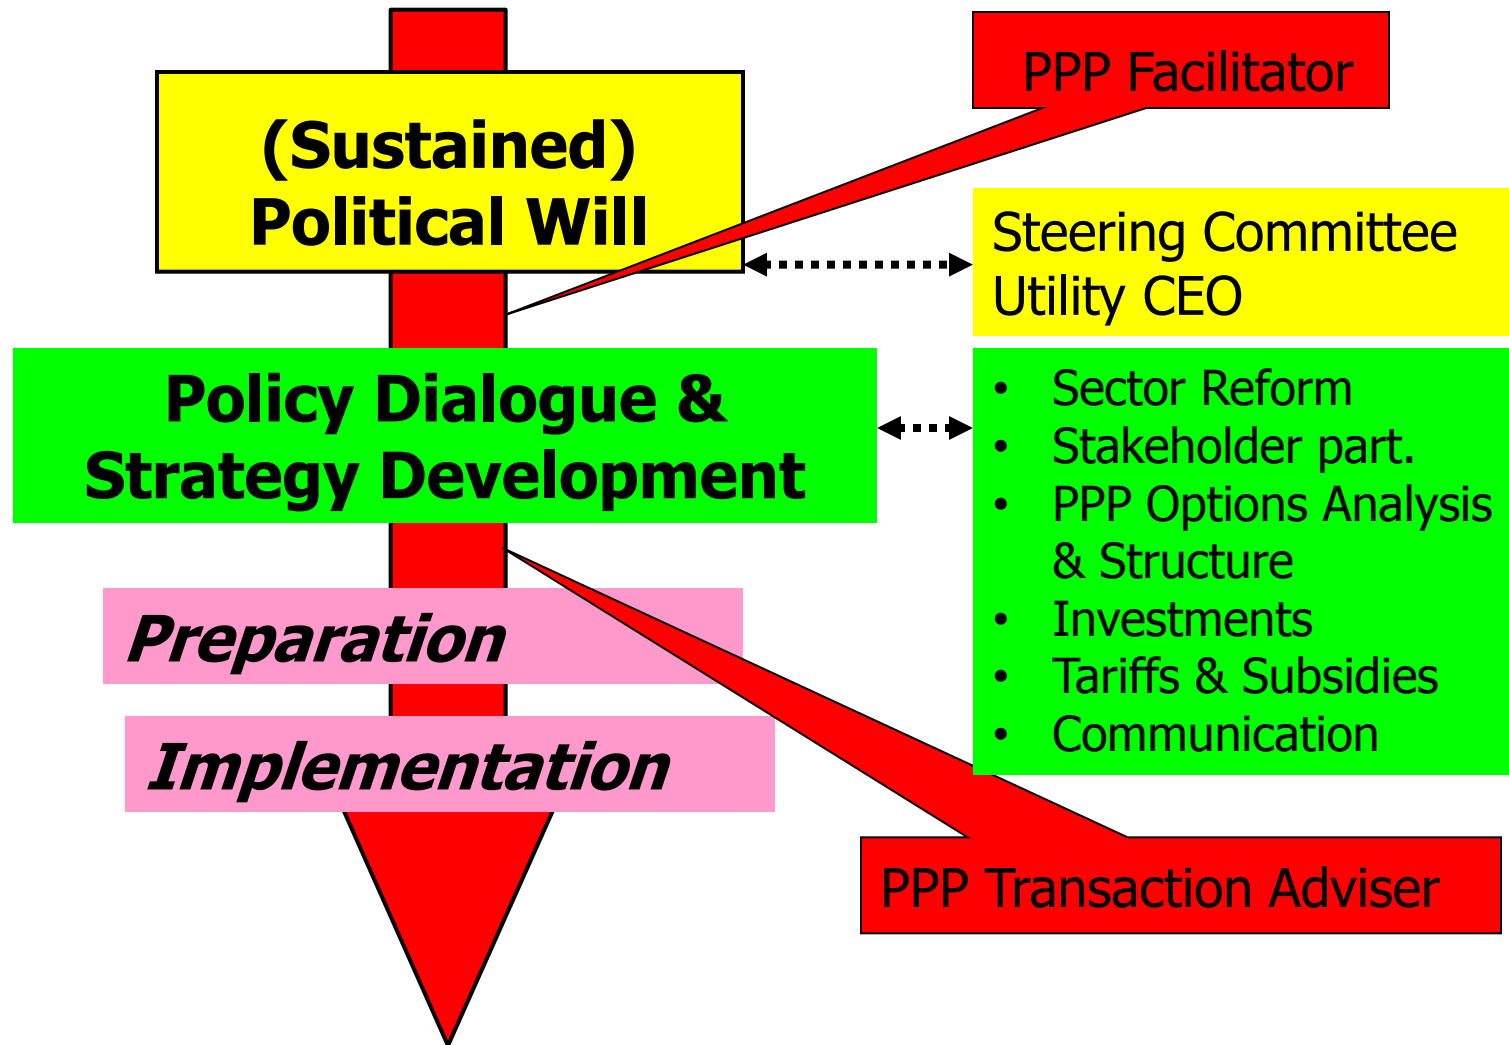 (Sustained)
Political Will
PPP Facilitator
Steering Committee
Utility CEO
Policy Dialogue &
Strategy Development
• Sector Reform
• Stakeholder part.
• PPP Options Analysis
& Structure
• Investments
• Tariffs & Subsidies
• Communication
Preparation
Implementation
PPP Transaction Adviser